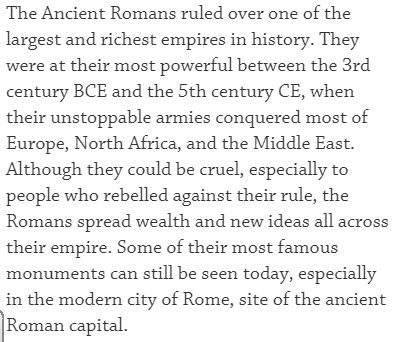 The Ancient Romans ruled over one of the
largest and richest empires in history. They
were at their most powerful between the 3rd
century BCE and the 5th century CE, when
their unstoppable armies conquered most of
Europe, North Africa, and the Middle East.
Although they could be cruel, especially to
people who rebelled against their rule, the
Romans spread wealth and new ideas all across
their empire. Some of their most famous
monuments can still be seen today, especially
in the modern city of Rome, site of the ancient
Roman capital.